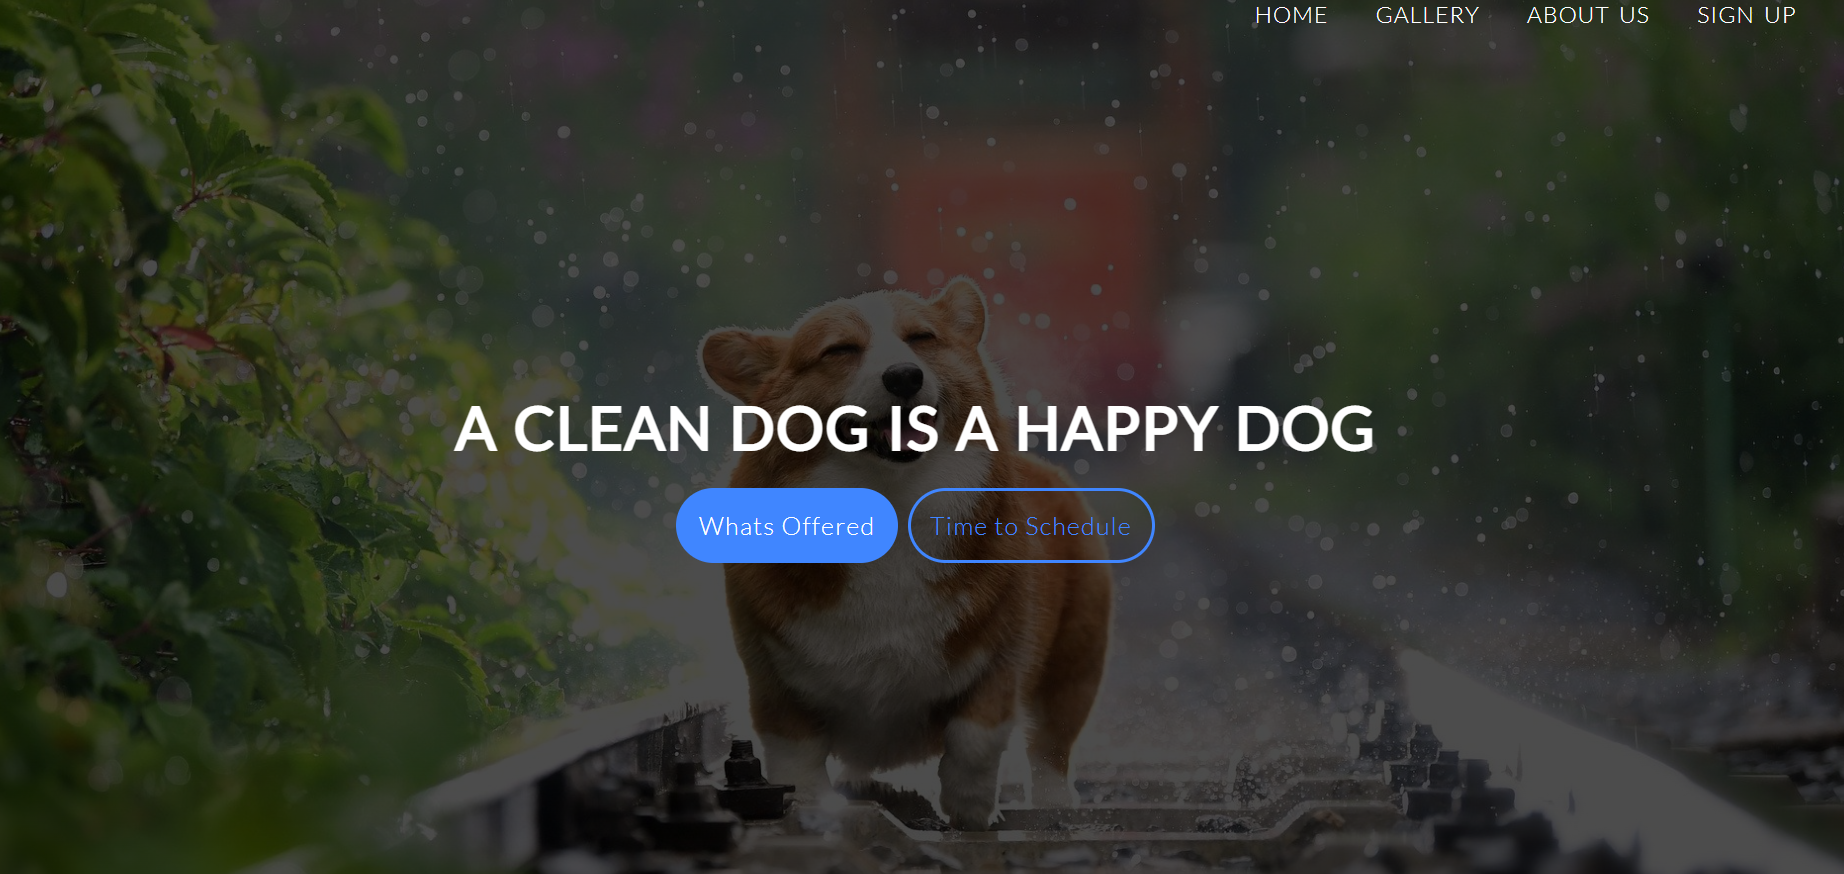 HOME GALLERY ABOUT US SIGN UP
A CLEAN DOG IS A HAPPY DOG
Whats Offered Time to Schedule